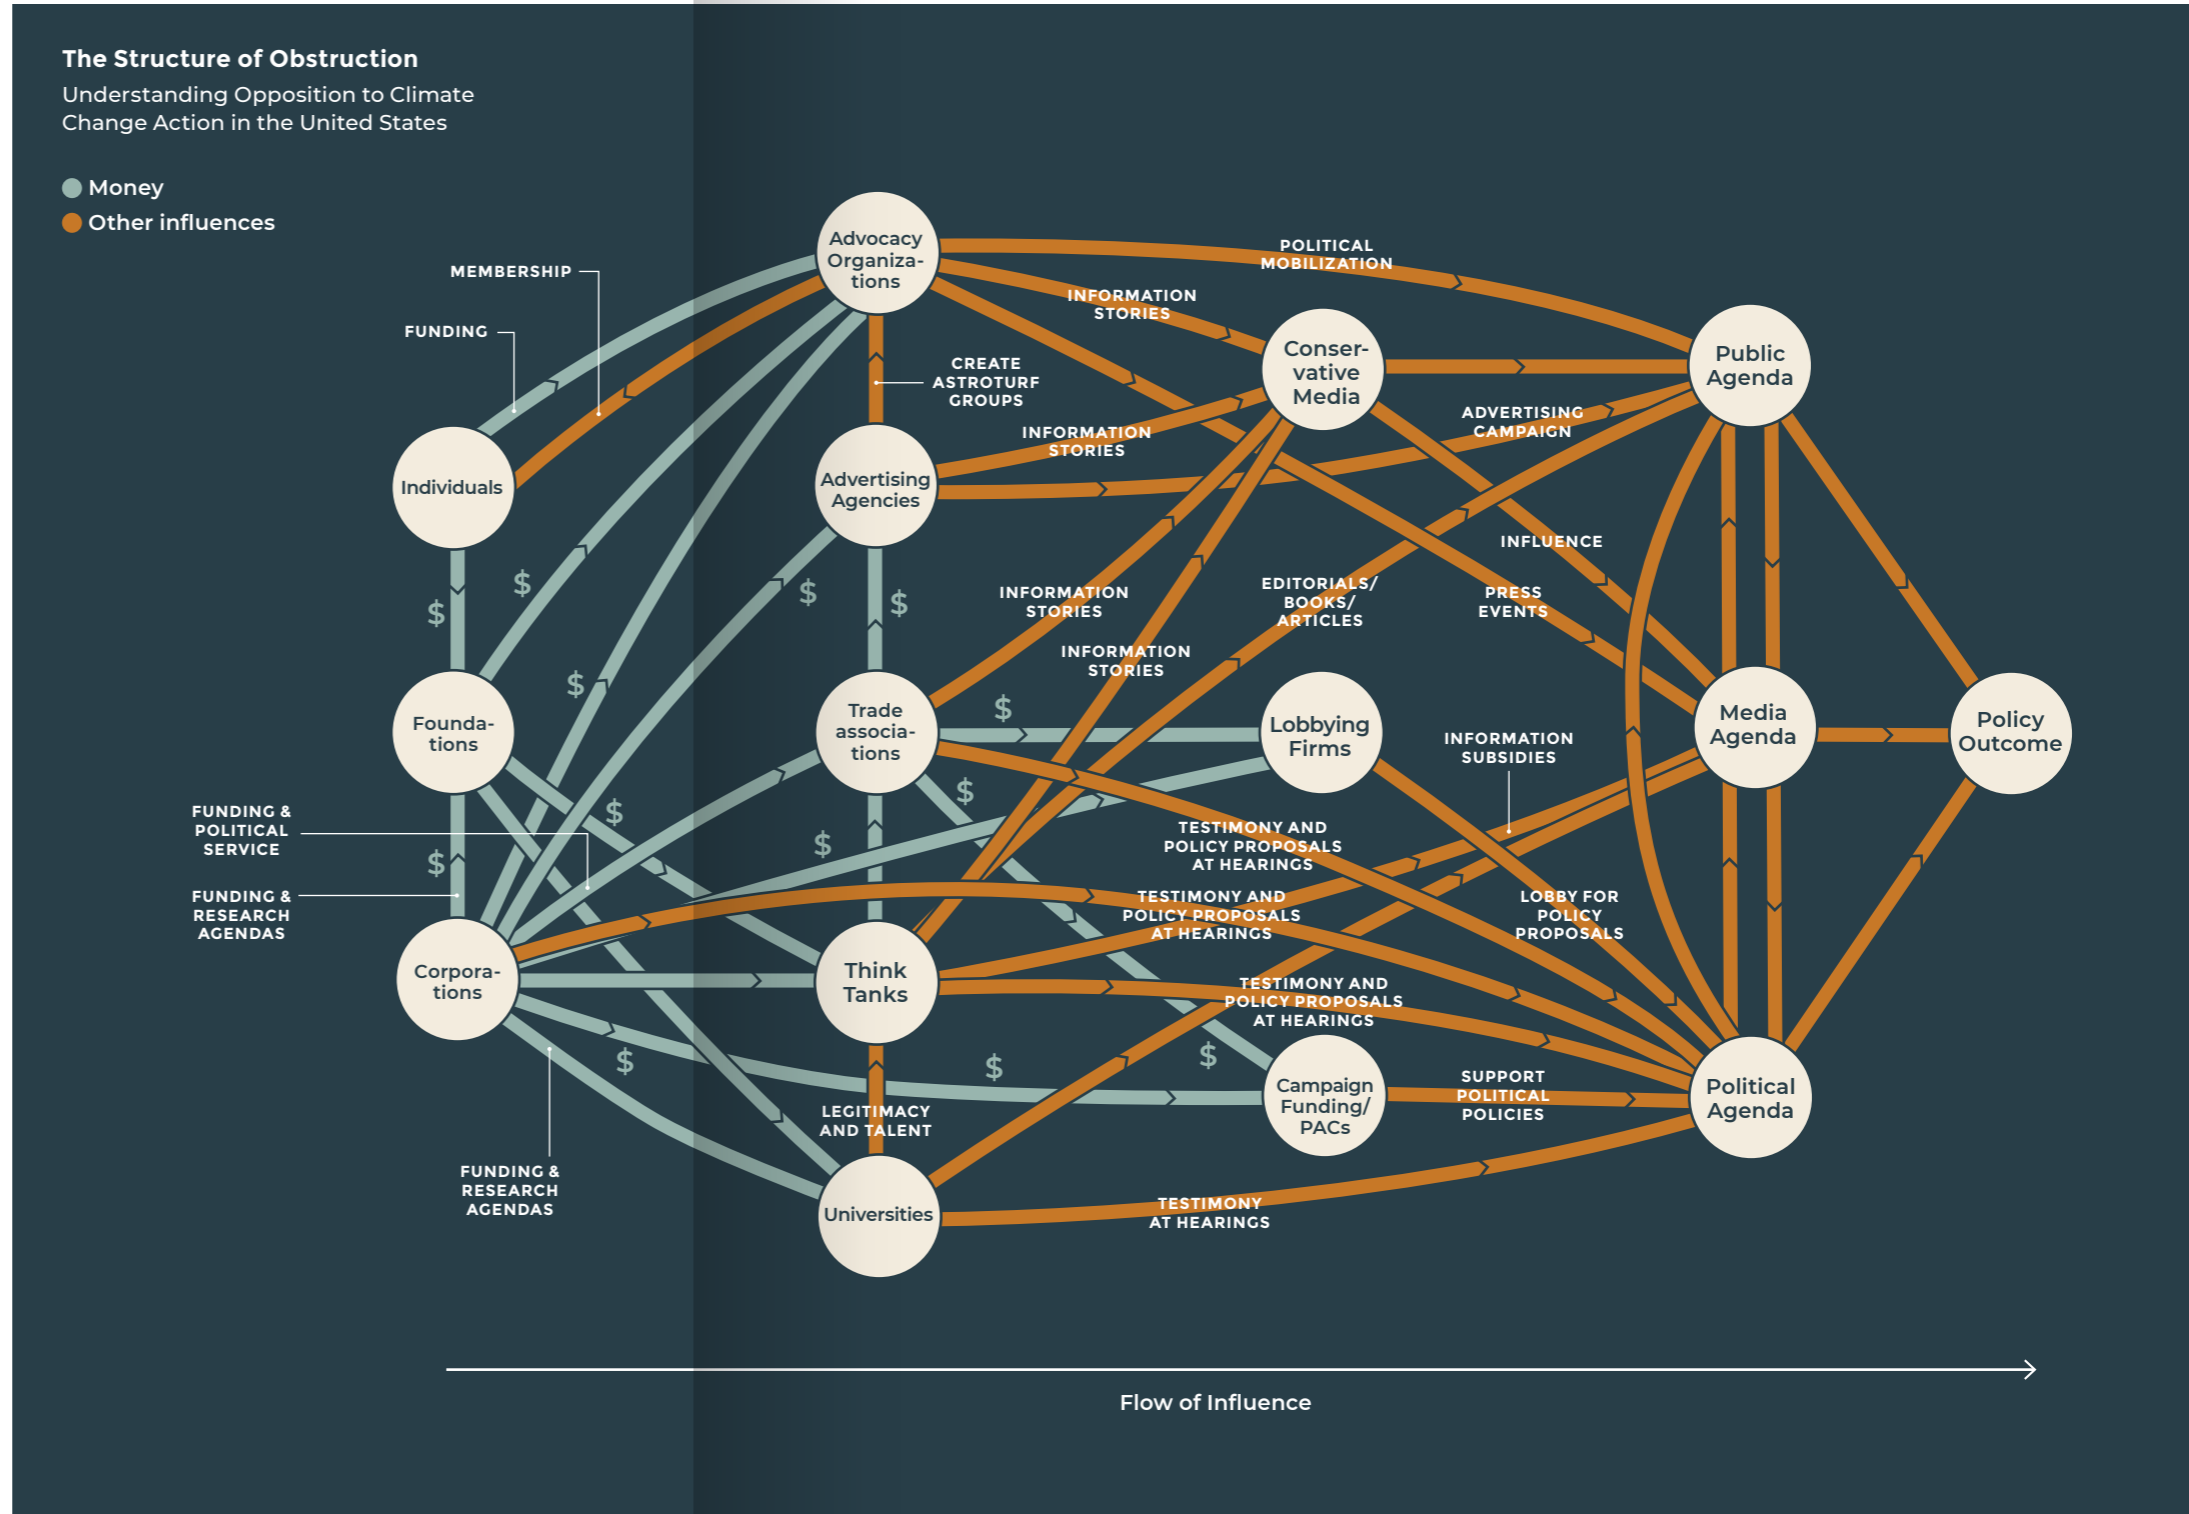 The Structure of Obstruction
Understanding Opposition to Climate
Change Action in the United States
Money
Other influences
MEMBERSHIP
FUNDING
Advocacy
Organiza-
tions
POLITICAL
MOBILIZATION
INFORMATION
STORIES
CREATE
ASTROTURF
GROUPS
Conser-
vative
Media
Public
Agenda
Individuals
Advertising
Agencies
INFORMATION
STORIES
ADVERTISING
CAMPAIGN
INFLUENCE
$
$
$
$
INFORMATION
STORIES
EDITORIALS/
BOOKS/
ARTICLES
PRESS
EVENTS
INFORMATION
STORIES
$
Founda-
tions
Trade
associa-
tions
$
Lobbying
Firms
INFORMATION
SUBSIDIES
Media
Agenda
Policy
Outcome
FUNDING &
POLITICAL
SERVICE
$
$
$
$
TESTIMONY AND
POLICY PROPOSALS
AT HEARINGS
FUNDING &
RESEARCH
AGENDAS
TESTIMONY AND
POLICY PROPOSALS
AT HEARINGS
LOBBY FOR
POLICY
PROPOSALS
Corpora-
tions
Think
Tanks
TESTIMONY AND
POLICY PROPOSALS
AT HEARINGS
$
$
$
LEGITIMACY
AND TALENT
Campaign
Funding/
PACs
SUPPORT
POLITICAL
POLICIES
Political
Agenda
FUNDING &
RESEARCH
AGENDAS
Universities
TESTIMONY
AT HEARINGS
Flow of Influence